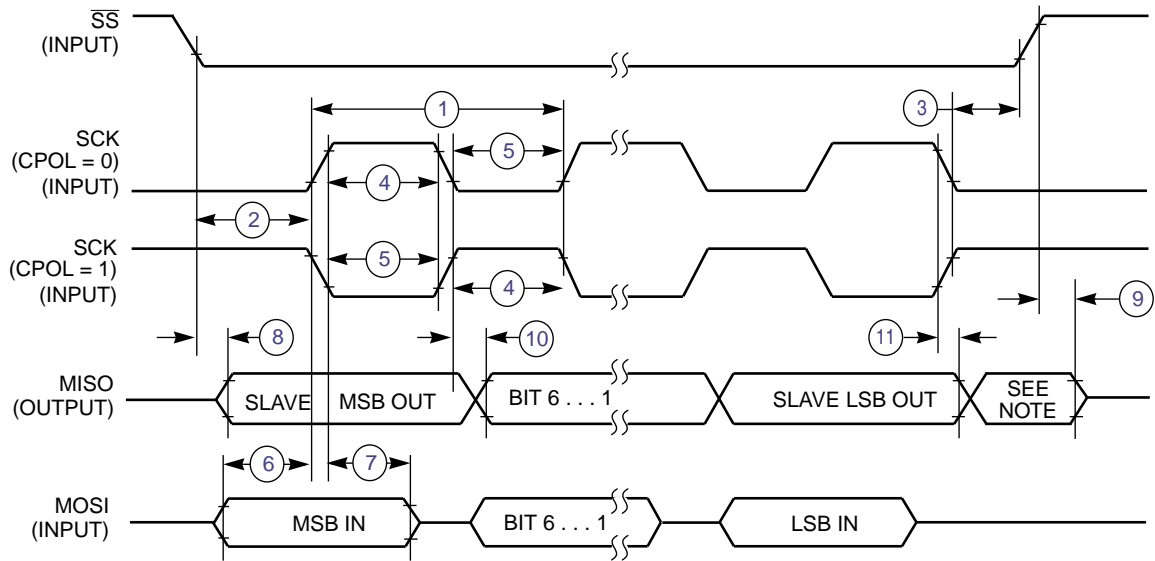 SS
(INPUT)
1
3
SCK
(CPOL = 0)
(INPUT)
5
4
2
SCK
(CPOL = 1)
(INPUT)
5
4
9
8
10
11
MISO
(OUTPUT)
SLAVE MSB OUT
BIT 6 . . . 1
SLAVE LSB OUT
SEE
NOTE
6
7
MOSI
(INPUT)
MSB IN
BIT 6 . . . 1
LSB IN